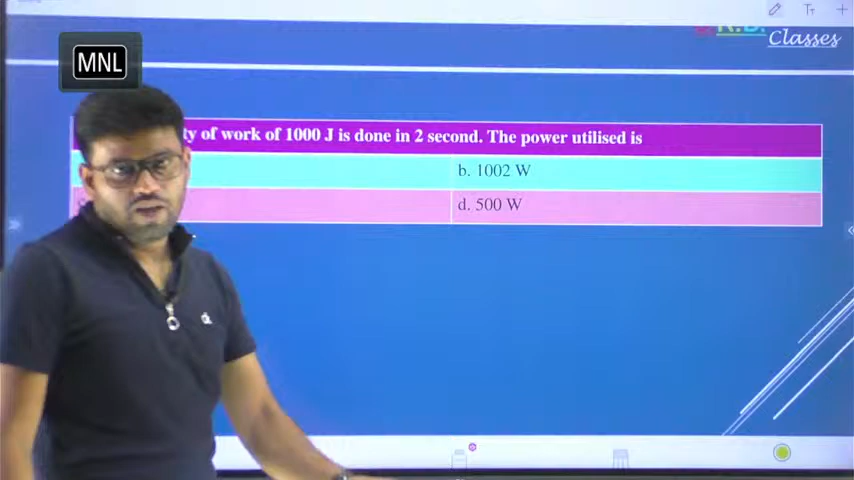 Classes
MNL
ty of work of 1000 J is done in 2 second. The power utilised is
b. 1002 W
d. 500 W